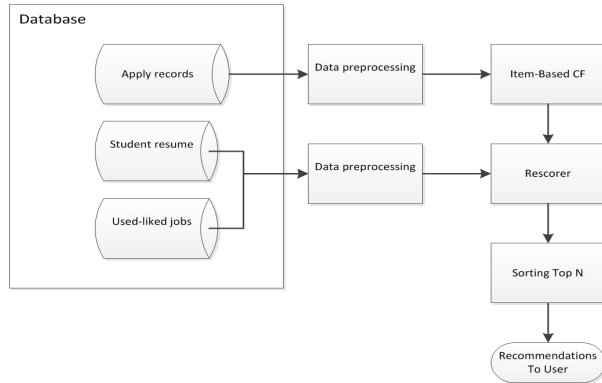 Database
Apply records
Data preprocessing
Item-Based CF
Student resume
Data preprocessing
Rescorer
Used-liked jobs
Sorting Top N
Recommendations
To User